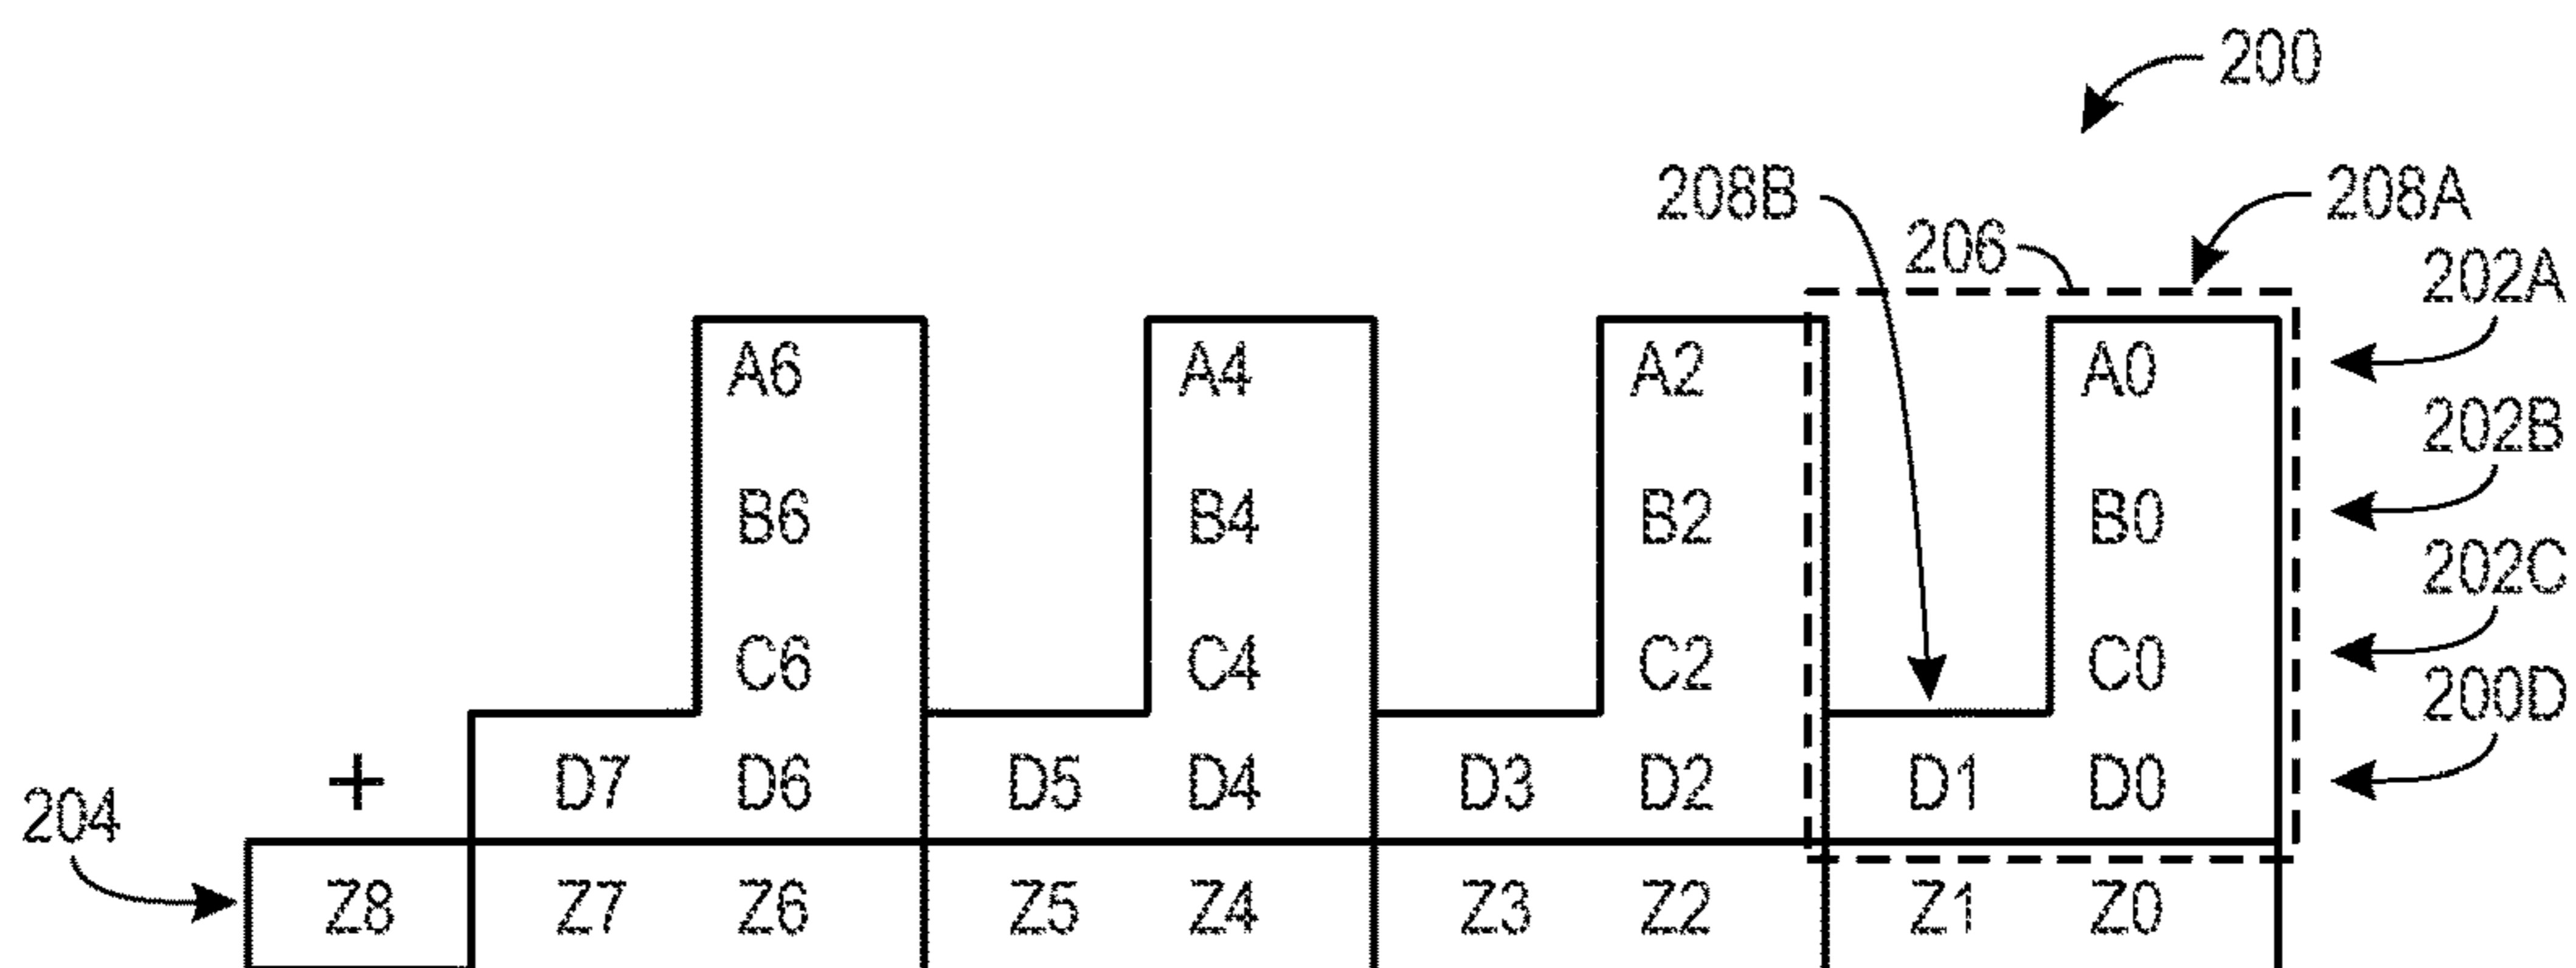 200
208B 206 208A
202A
A6 A4 A2 A0
202B
B6 B4 B2 B0
202C
C6 C4 C2 C0
200D
+ D7 D6 D5 D4 D3 D2 D1 D0
204
Z8 Z7 Z6 Z5 Z4 Z3 Z2 Z1 Z0